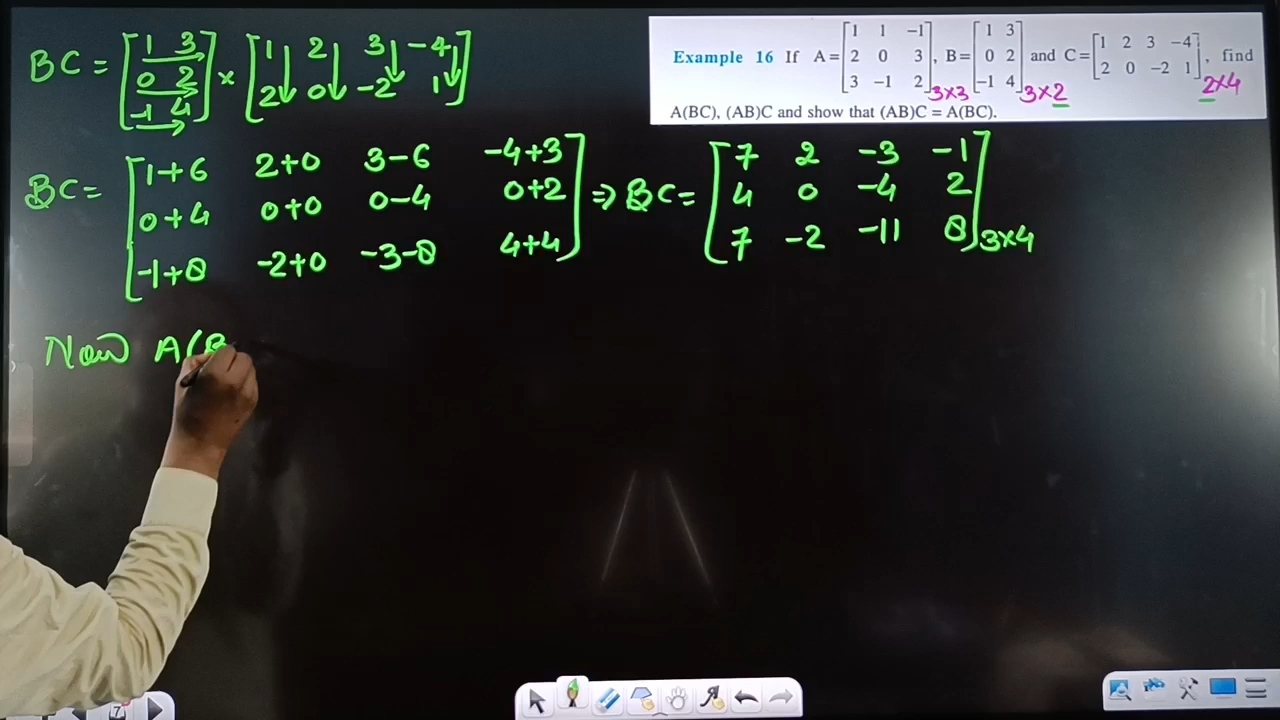 Example 16 If A = [1 1 −1; 2 0 3; 3 −1 2] 3×3, B = [1 3; 0 2; −1 4] 3×2 and C = [1 2 3 −4; 2 0 −2 1] 2×4, find
A(BC), (AB)C and show that (AB)C = A(BC).
BC = [1 3; 0 2; -1 4] × [1 2 3 -4; 2 0 -2 1]
BC = [1+6 2+0 3-6 -4+3; 0+4 0+0 0-4 0+2; -1+8 -2+0 -3-8 4+4] ⇒ BC = [7 2 -3 -1; 4 0 -4 2; 7 -2 -11 8] 3×4
Now A(B
7